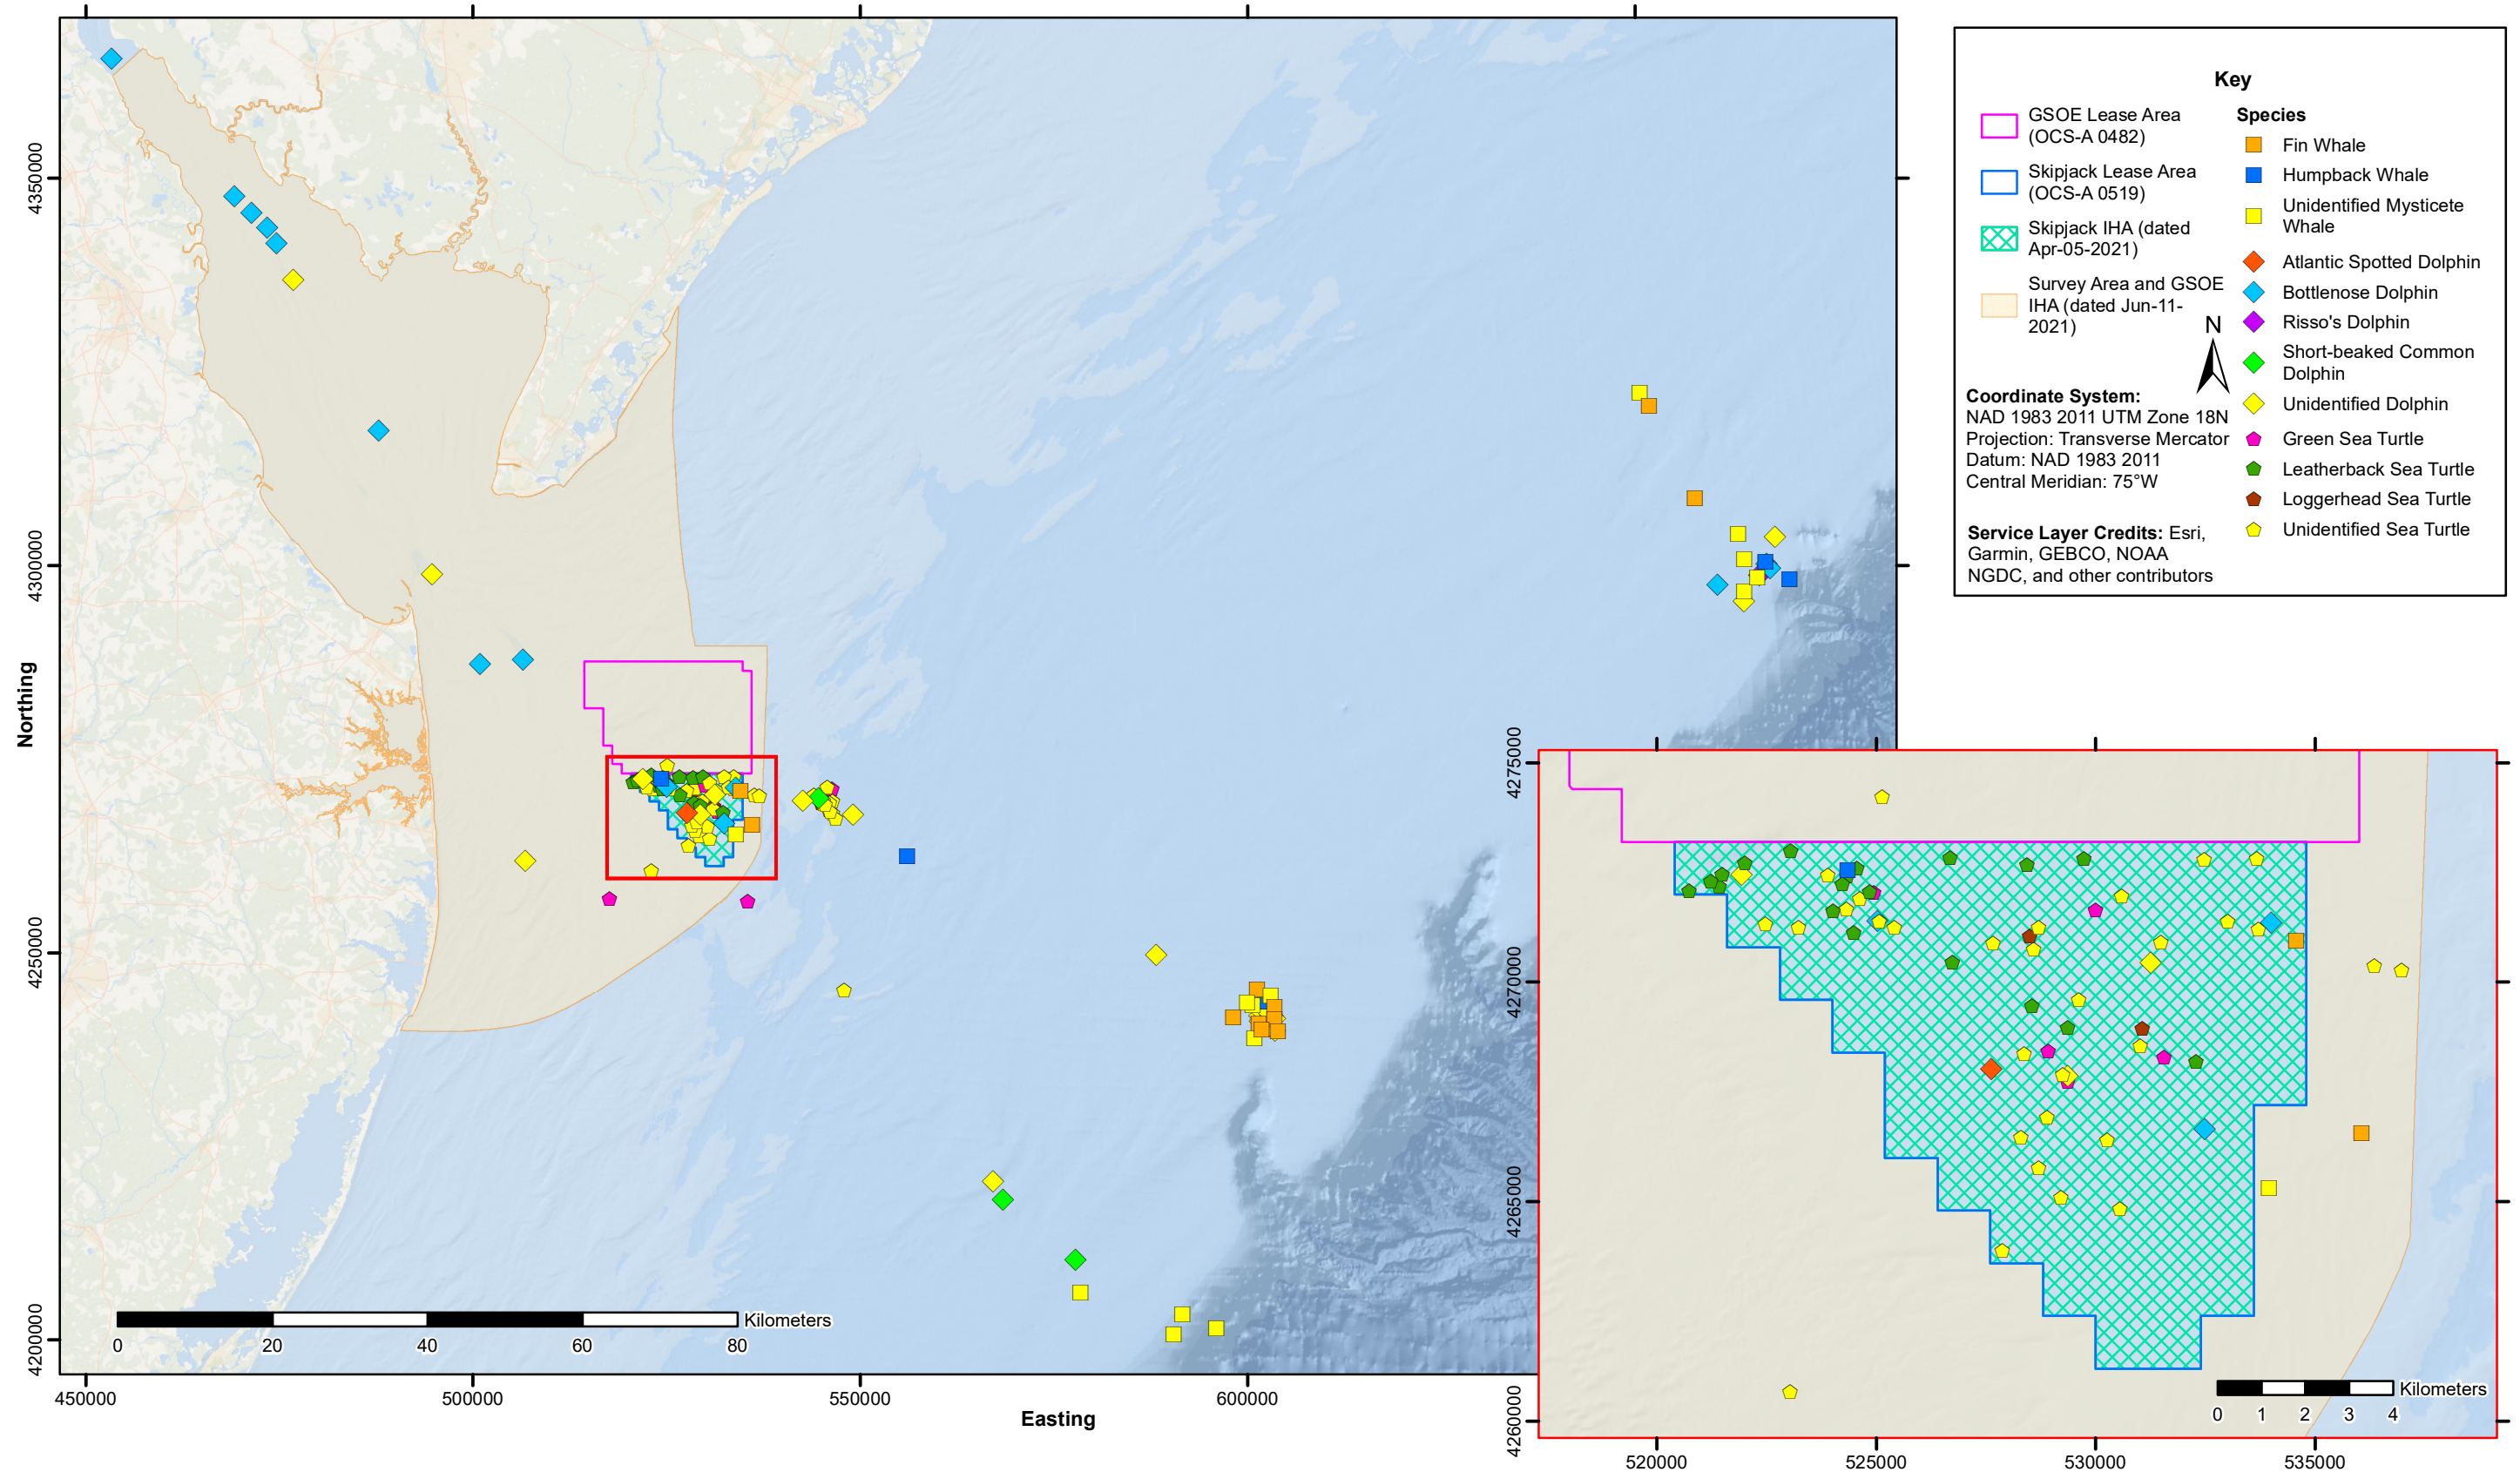 Key
GSOE Lease Area
(OCS-A 0482)
Skipjack Lease Area
(OCS-A 0519)
Skipjack IHA (dated
Apr-05-2021)
Survey Area and GSOE
IHA (dated Jun-11-
2021)
N
Species
Fin Whale
Humpback Whale
Unidentified Mysticete
Whale
Atlantic Spotted Dolphin
Bottlenose Dolphin
Risso's Dolphin
Short-beaked Common
Dolphin
Unidentified Dolphin
Green Sea Turtle
Leatherback Sea Turtle
Loggerhead Sea Turtle
Unidentified Sea Turtle
Coordinate System:
NAD 1983 2011 UTM Zone 18N
Projection: Transverse Mercator
Datum: NAD 1983 2011
Central Meridian: 75°W
Service Layer Credits: Esri,
Garmin, GEBCO, NOAA
NGDC, and other contributors
Northing
4350000
4300000
4250000
4200000
0 20 40 60 80
Kilometers
450000 500000 550000 600000
Easting
4275000
4270000
4265000
4260000
Kilometers
0 1 2 3 4
520000 525000 530000 535000